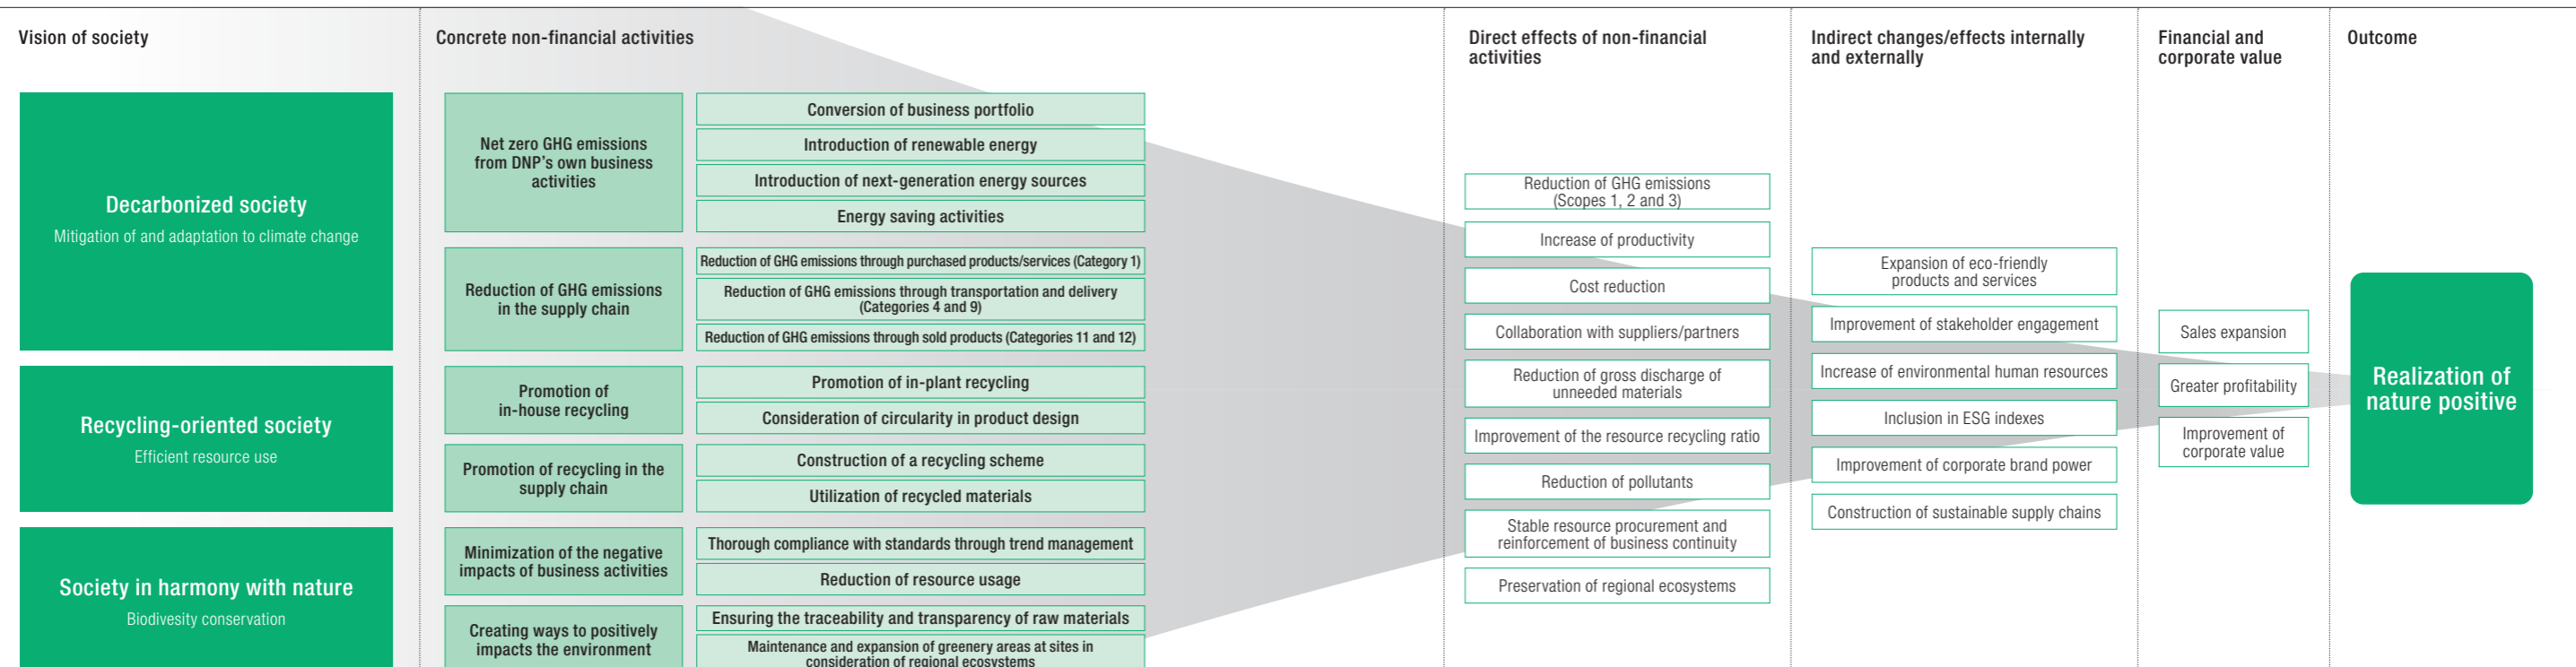 Vision of society
Concrete non-financial activities
Direct effects of non-financial
activities
Indirect changes/effects internally
and externally
Financial and
corporate value
Outcome
Decarbonized society
Mitigation of and adaptation to climate change
Net zero GHG emissions
from DNP's own business
activities
Conversion of business portfolio
Introduction of renewable energy
Introduction of next-generation energy sources
Energy saving activities
Reduction of GHG emissions
in the supply chain
Reduction of GHG emissions through purchased products/services (Category 1)
Reduction of GHG emissions through transportation and delivery
(Categories 4 and 9)
Reduction of GHG emissions through sold products (Categories 11 and 12)
Recycling-oriented society
Efficient resource use
Promotion of
in-house recycling
Promotion of in-plant recycling
Consideration of circularity in product design
Promotion of recycling in the
supply chain
Construction of a recycling scheme
Utilization of recycled materials
Society in harmony with nature
Biodivesity conservation
Minimization of the negative
impacts of business activities
Thorough compliance with standards through trend management
Reduction of resource usage
Creating ways to positively
impacts the environment
Ensuring the traceability and transparency of raw materials
Maintenance and expansion of greenery areas at sites in
consideration of regional ecosystems
Reduction of GHG emissions
(Scopes 1, 2 and 3)
Increase of productivity
Cost reduction
Collaboration with suppliers/partners
Reduction of gross discharge of
unneeded materials
Improvement of the resource recycling ratio
Reduction of pollutants
Stable resource procurement and
reinforcement of business continuity
Preservation of regional ecosystems
Expansion of eco-friendly
products and services
Improvement of stakeholder engagement
Increase of environmental human resources
Inclusion in ESG indexes
Improvement of corporate brand power
Construction of sustainable supply chains
Sales expansion
Greater profitability
Improvement of
corporate value
Realization of
nature positive